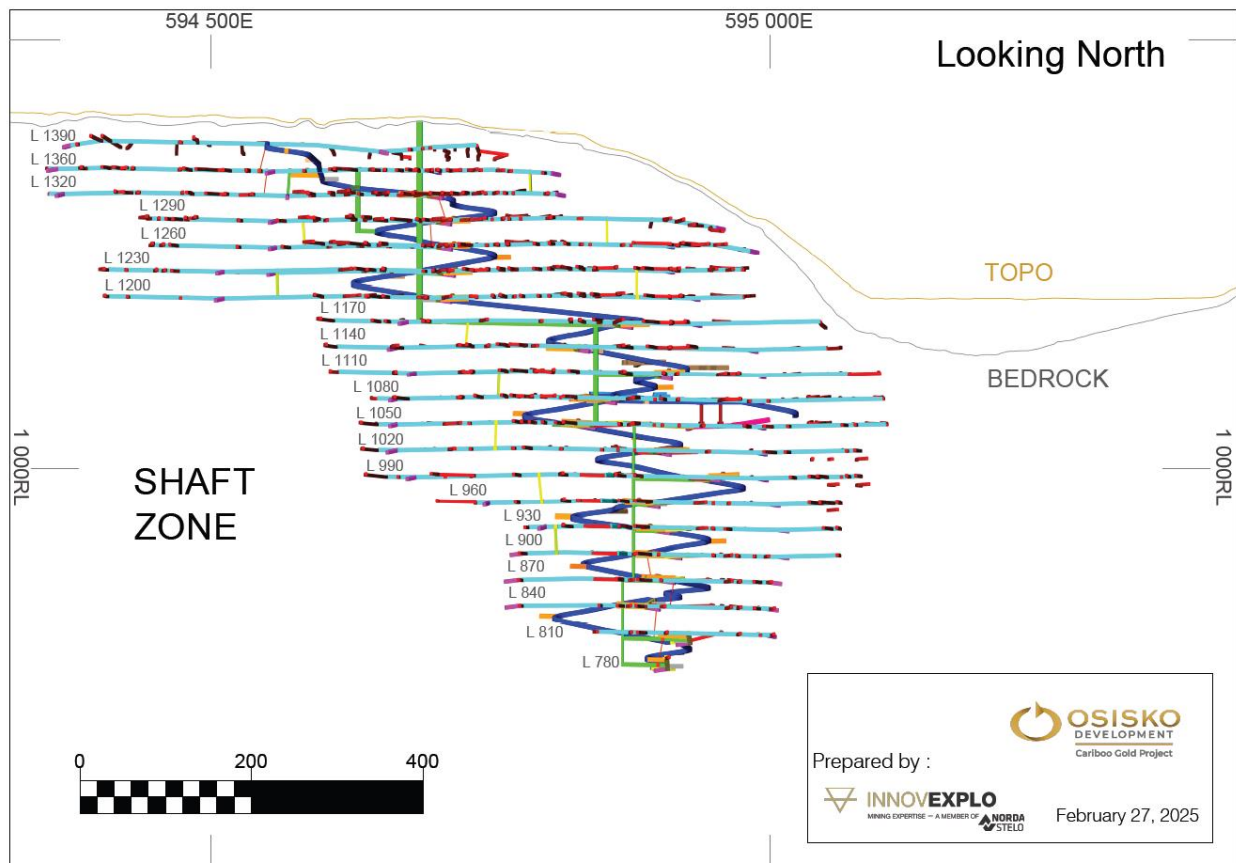 594 500E
595 000E
Looking North
L 1390
L 1360
L 1320
L 1290
L 1260
L 1230
L 1200
L 1170
L 1140
L 1110
L 1080
L 1050
L 1020
L 990
L 960
L 930
L 900
L 870
L 840
L 810
L 780
TOPO
BEDROCK
1 000RL
1 000RL
SHAFT
ZONE
0
200
400
OSISKO
DEVELOPMENT
Cariboo Gold Project
Prepared by :
INNOVEXPLO
MINING EXPERTISE — A MEMBER OF NORDA STELO
February 27, 2025